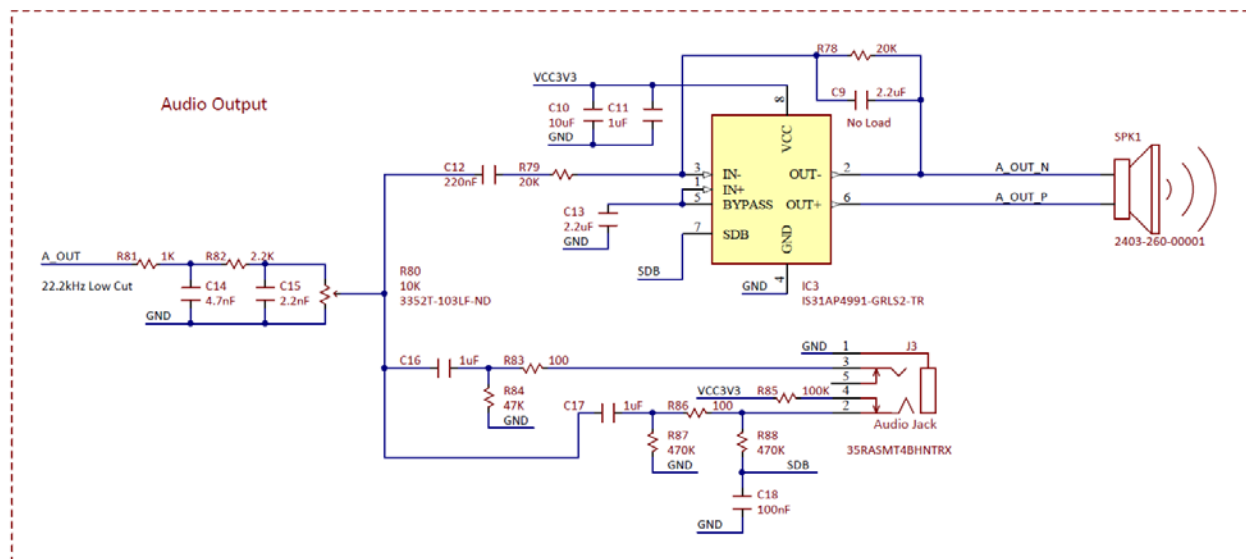 Audio Output
R78 20K
C9 2.2uF
No Load
VCC3V3
C10 C11
10uF 1uF
GND
8
VCC
C12 R79
220nF 20K
3 IN- OUT- 2
1 IN+
5 BYPASS OUT+ 6
7 SDB
GND
4
C13
2.2uF
GND
SDB
GND
IC3
IS31AP4991-GRLS2-TR
A_OUT_N
A_OUT_P
SPK1
2403-260-00001
A_OUT R81 1K R82 2.2K
22.2kHz Low Cut
C14 C15
4.7nF 2.2nF
GND
R80
10K
3352T-103LF-ND
C16 1uF R83 100
R84
47K
GND
C17 1uF R86 100
R87 R88
470K 470K
GND SDB
C18
100nF
GND
GND 1 J3
3
5
VCC3V3 R85 100K 4
2
Audio Jack
35RASMT4BHNTRX